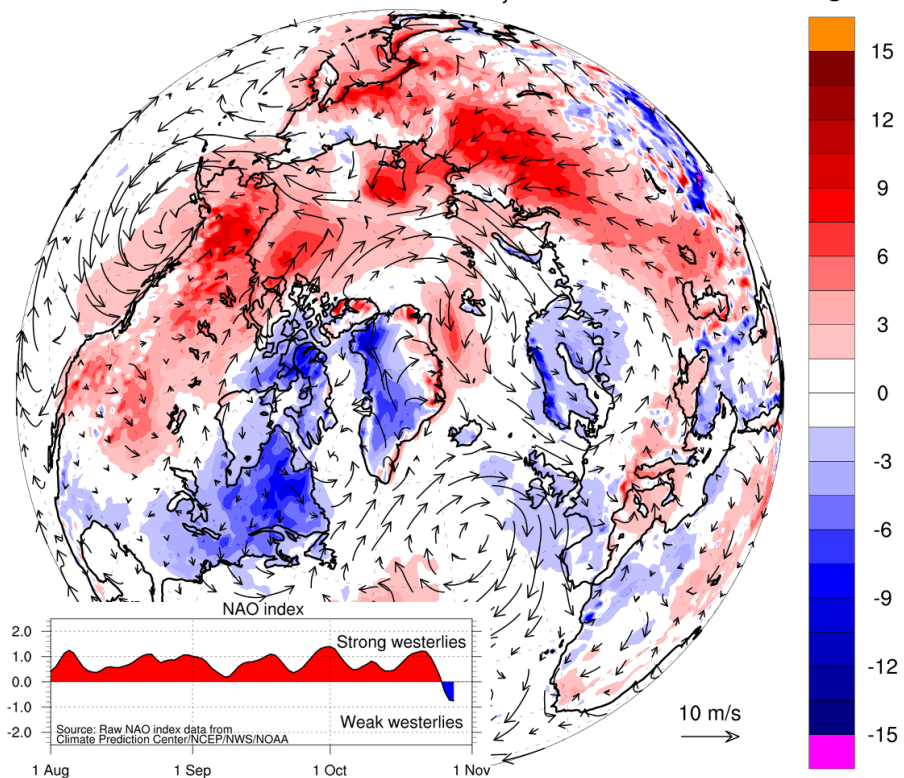 15
12
9
6
3
0
-3
-6
-9
-12
-15
10 m/s
NAO index
2.0
1.0
0.0
-1.0
-2.0
Strong westerlies
Weak westerlies
Source: Raw NAO index data from
Climate Prediction Center/NCEP/NWS/NOAA
1 Aug
1 Sep
1 Oct
1 Nov